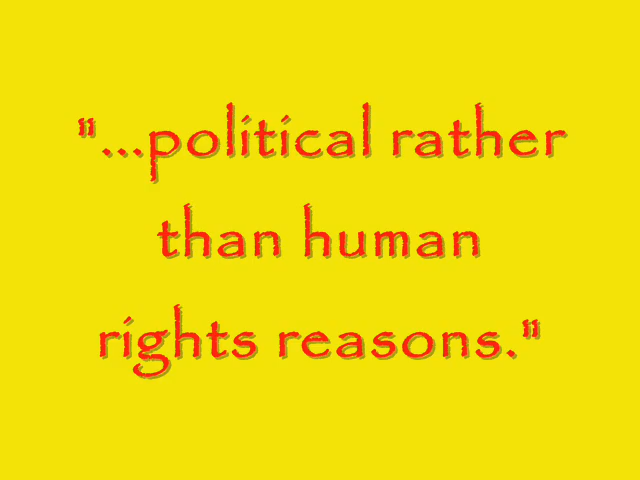 "...political rather
than human
rights reasons."